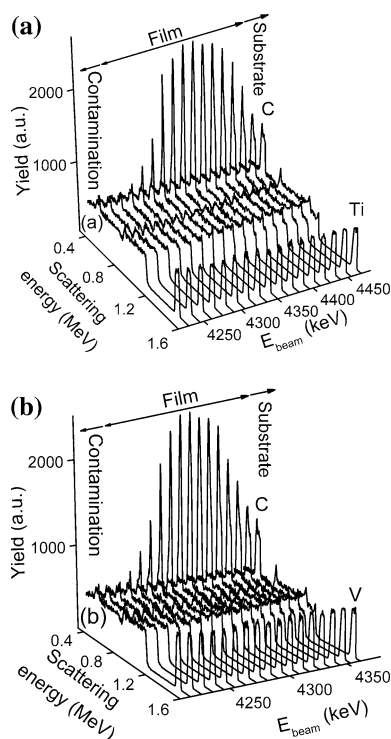 (a)
Film
Substrate
Contamination
C
2000
1000
Yield (a.u.)
(a)
Ti
0.4
0.8
1.2
1.6
Scattering
energy (MeV)
4250
4300
4350
4400
4450
Ebeam (keV)
(b)
Film
Substrate
Contamination
C
2000
1000
Yield (a.u.)
(b)
V
0.4
0.8
1.2
1.6
Scattering
energy (MeV)
4250
4300
4350
Ebeam (keV)